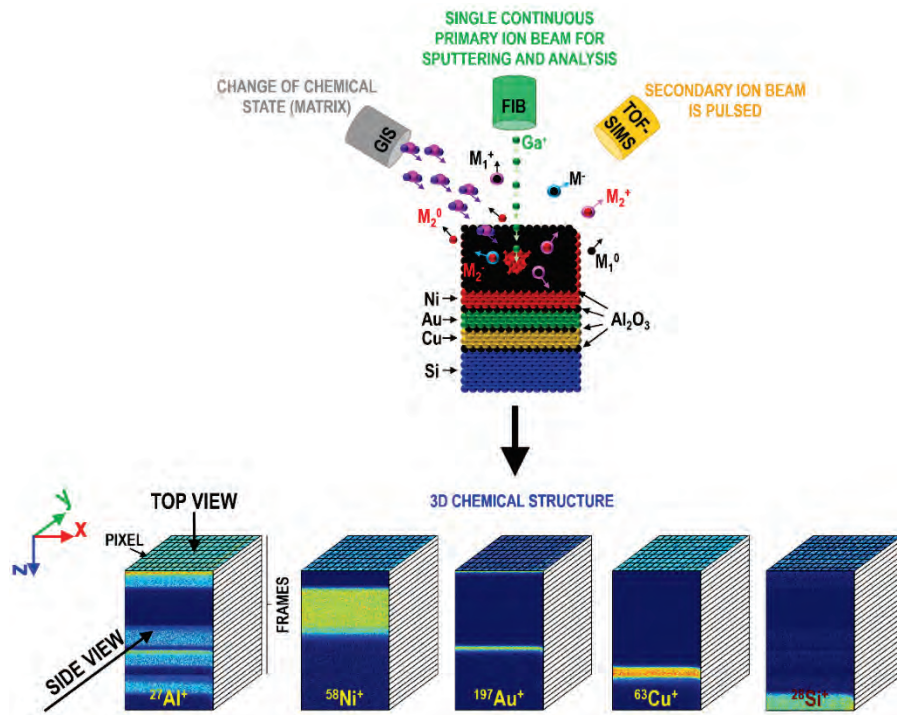 SINGLE CONTINUOUS
PRIMARY ION BEAM FOR
SPUTTERING AND ANALYSIS
CHANGE OF CHEMICAL
STATE (MATRIX)
SECONDARY ION BEAM
IS PULSED
GIS
FIB
TOF-
SIMS
Ga⁺
M₁⁺
M⁻
M₂⁺
M₂⁰
M₂⁻
M₁⁰
Ni
Au
Cu
Si
Al₂O₃
3D CHEMICAL STRUCTURE
TOP VIEW
PIXEL
y
x
z
FRAMES
SIDE VIEW
²⁷Al⁺
⁵⁸Ni⁺
¹⁹⁷Au⁺
⁶³Cu⁺
²⁸Si⁺